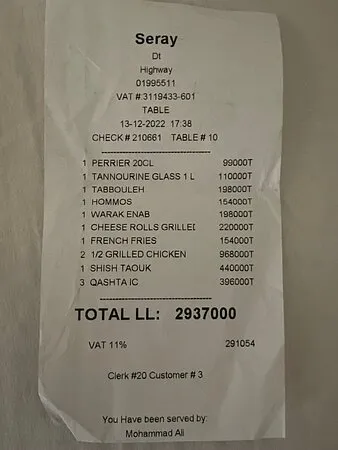 Seray
Dt
Highway
01995511
VAT #:3119433-601
TABLE
13-12-2022 17:38
CHECK # 210661 TABLE # 10
1 PERRIER 20CL 99000T
1 TANNOURINE GLASS 1 L 110000T
1 TABBOULEH 198000T
1 HOMMOS 154000T
1 WARAK ENAB 198000T
1 CHEESE ROLLS GRILLEI 220000T
1 FRENCH FRIES 154000T
2 1/2 GRILLED CHICKEN 968000T
1 SHISH TAOUK 440000T
3 QASHTA IC 396000T
TOTAL LL: 2937000
VAT 11% 291054
Clerk #20 Customer # 3
You Have been served by:
Mohammad Ali